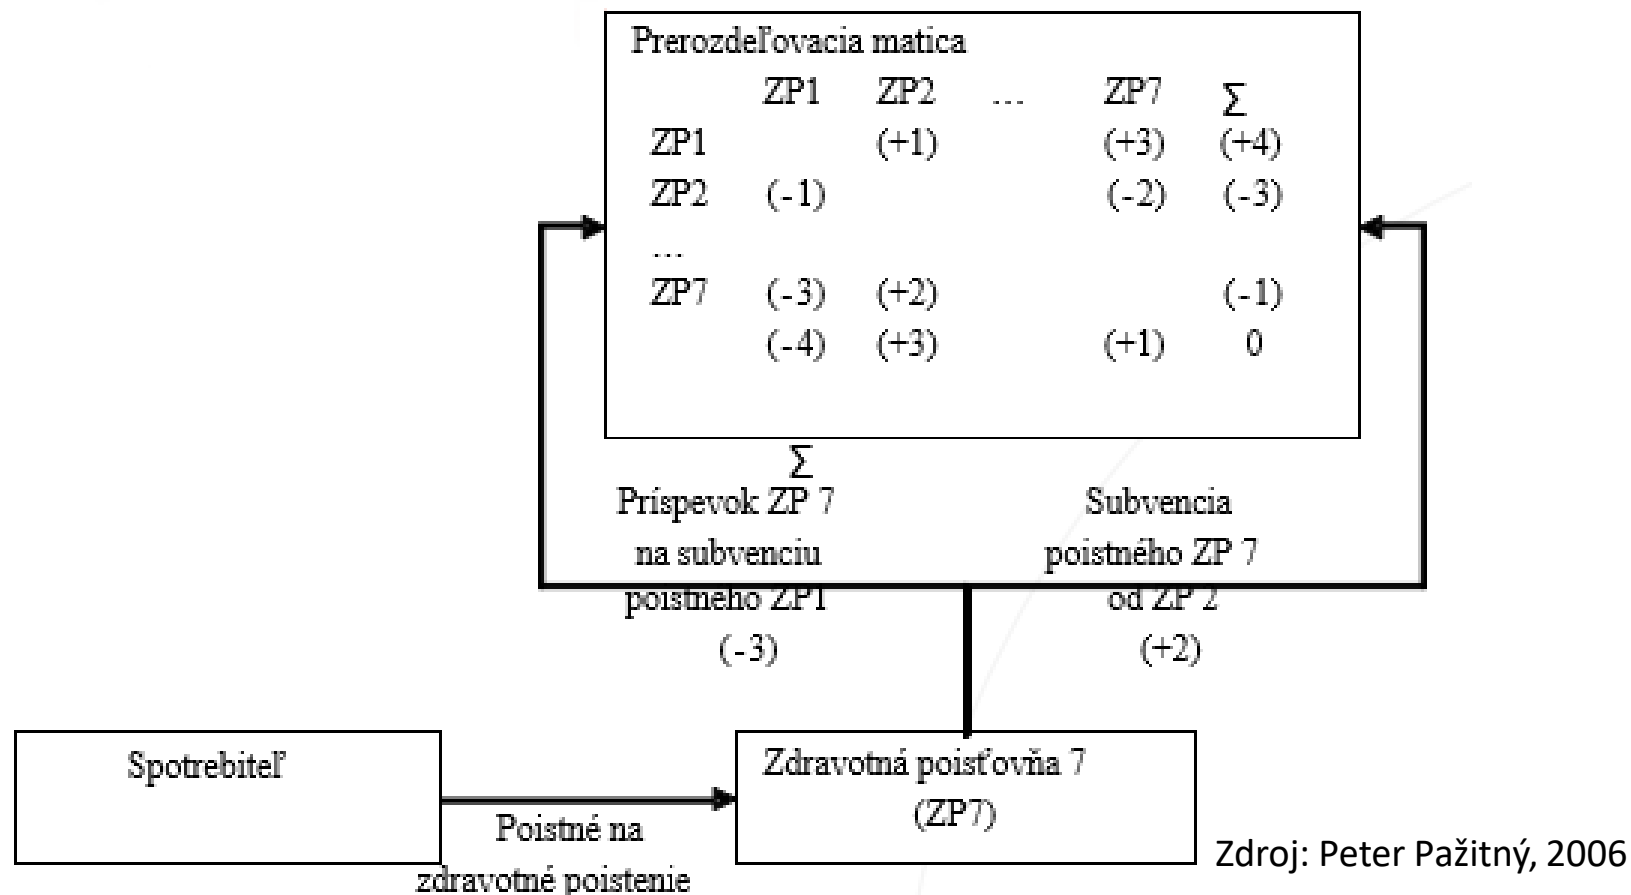 Prerozdeľovacia matica
ZP1 ZP2 ... ZP7 Σ
ZP1 (+1) (+3) (+4)
ZP2 (-1) (-2) (-3)
...
ZP7 (-3) (+2) (-1)
(-4) (+3) (+1) 0
Σ
Príspevok ZP 7
na subvenciu
poistného ZP1
(-3)
Subvencia
poistného ZP 7
od ZP 2
(+2)
Spotrebiteľ
Poistné na
zdravotné poistenie
Zdravotná poisťovňa 7
(ZP7)
Zdroj: Peter Pažitný, 2006